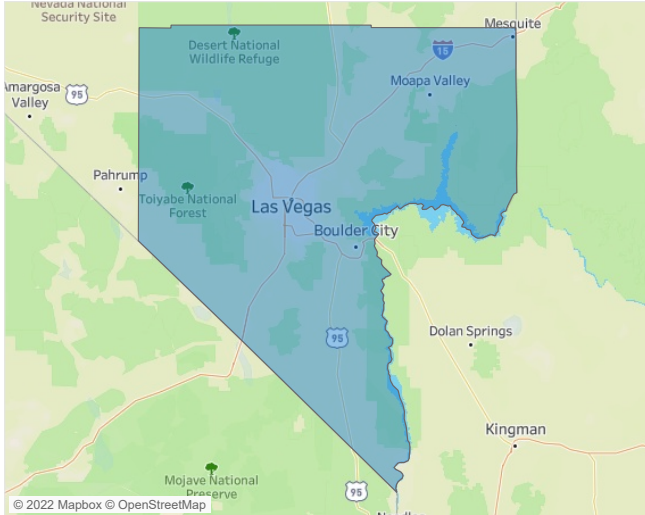 Nevada National
Security Site
Mesquite
Desert National
Wildlife Refuge
15
Amargosa
Valley
95
Moapa Valley
Pahrump
Toiyabe National
Forest
Las Vegas
Boulder City
95
Dolan Springs
Kingman
Mojave National
Preserve
95
© 2022 Mapbox © OpenStreetMap